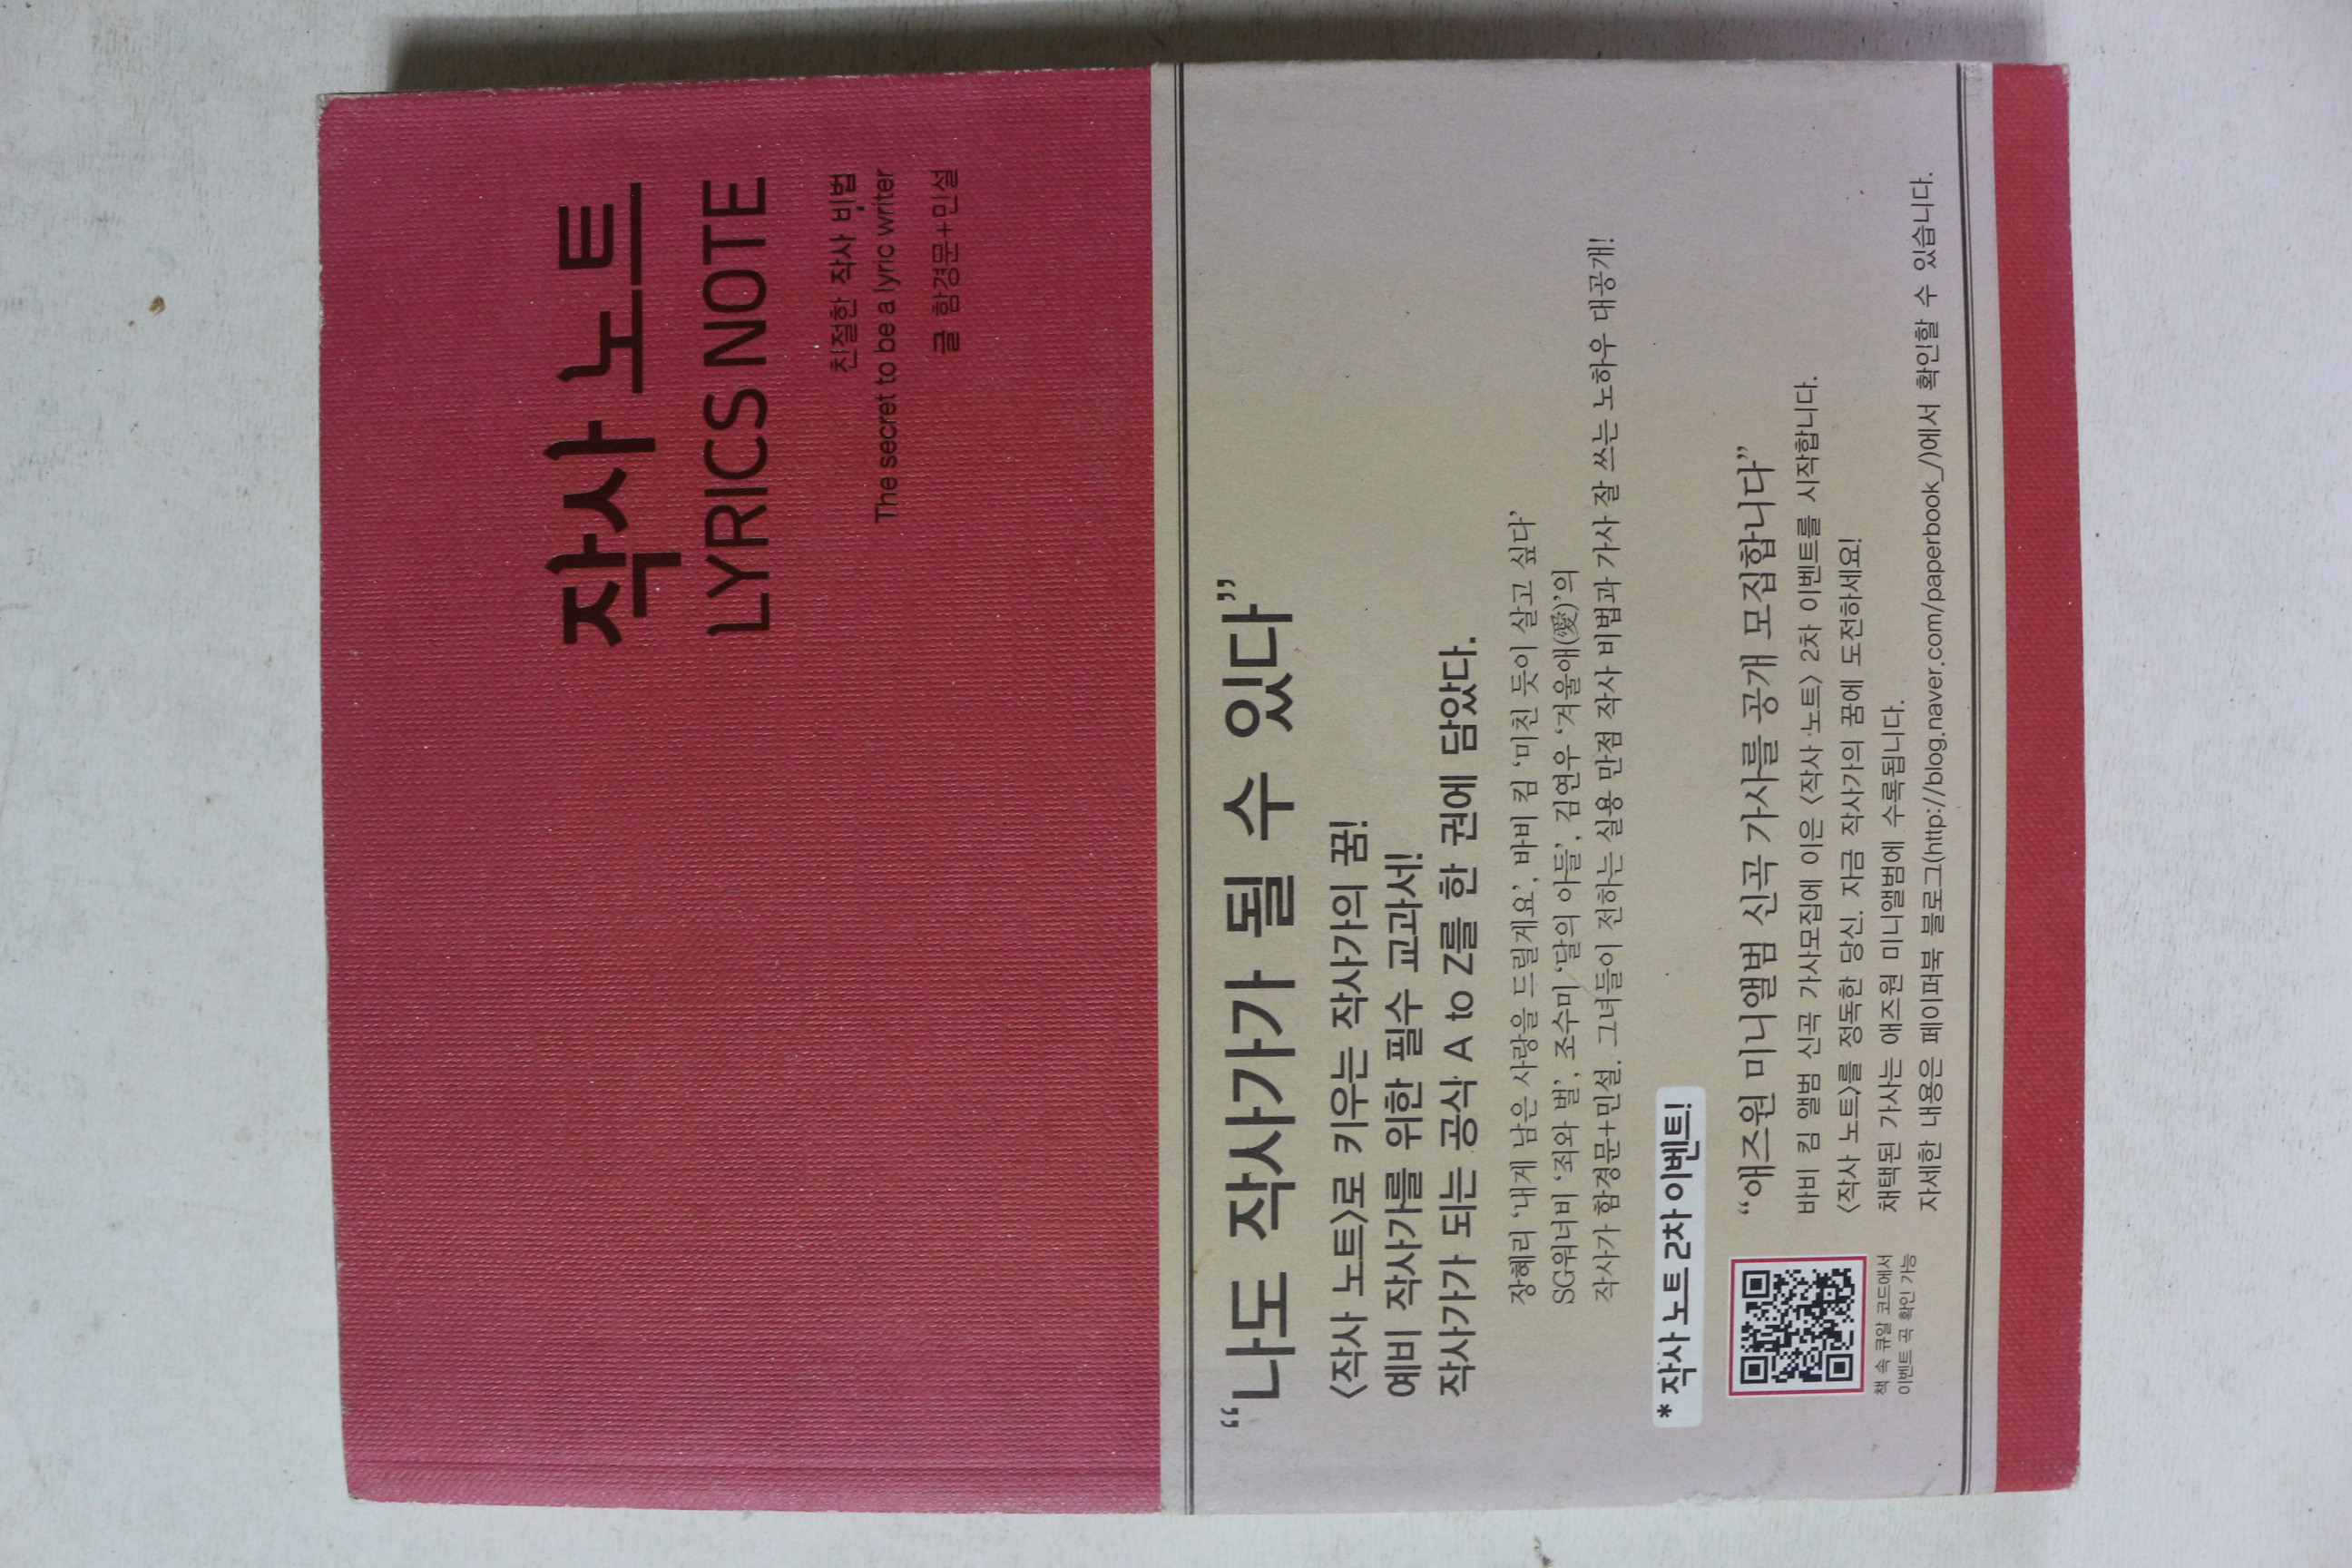 작사 노트
LYRICS NOTE
친절한 작사 비법
The secret to be a lyric writer
글 함경문+민설
“나도 작사가가 될 수 있다”
<작사 노트>로 키우는 작사가의 꿈!
예비 작사가를 위한 필수 교과서!
작사가가 되는 공식 A to Z를 한 권에 담았다.
장혜리 ‘내게 남은 사랑을 드릴게요’, 바비 킴 ‘미친 듯이 살고 싶다’
SG워너비 ‘죄와 벌’, 조수미 ‘달의 아들’, 김연우 ‘겨울애(愛)’의
작사가 함경문+민설. 그녀들이 전하는 실용 만점 작사 비법과 가사 잘 쓰는 노하우 대공개!
* 작사 노트 2차 이벤트!
“애즈원 미니앨범 신곡 가사를 공개 모집합니다”
바비 킴 앨범 신곡 가사모집에 이은 <작사 노트> 2차 이벤트를 시작합니다.
<작사 노트>를 정독한 당신. 지금 작사가의 꿈에 도전하세요!
채택된 가사는 애즈원 미니앨범에 수록됩니다.
자세한 내용은 페이퍼북 블로그(http://blog.naver.com/paperbook_/)에서 확인할 수 있습니다.
책 속 큐알 코드에서
이벤트 곡 확인 가능